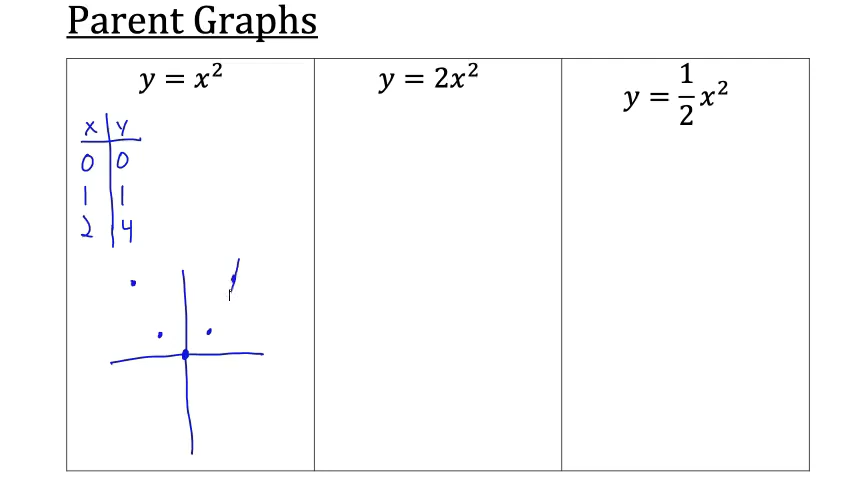 Parent Graphs
y = x²
y = 2x²
y = 1/2 x²
x y
0 0
1 1
2 4